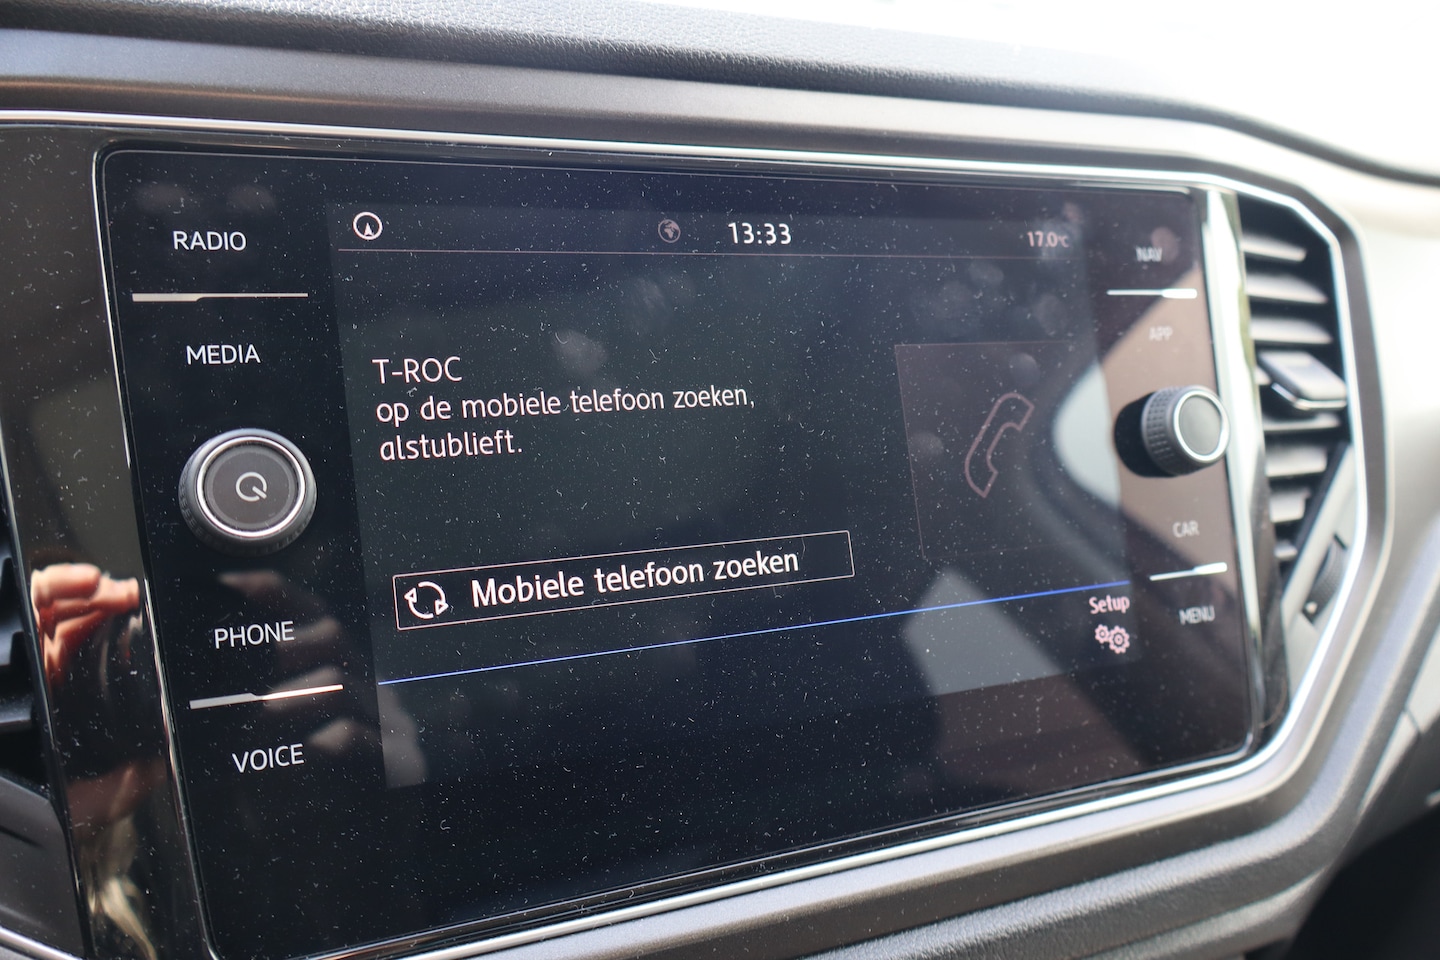 RADIO
MEDIA
PHONE
VOICE
13:33
17.0°C
T-ROC
op de mobiele telefoon zoeken,
alstublieft.
Mobiele telefoon zoeken
Setup
NAV
APP
CAR
MENU